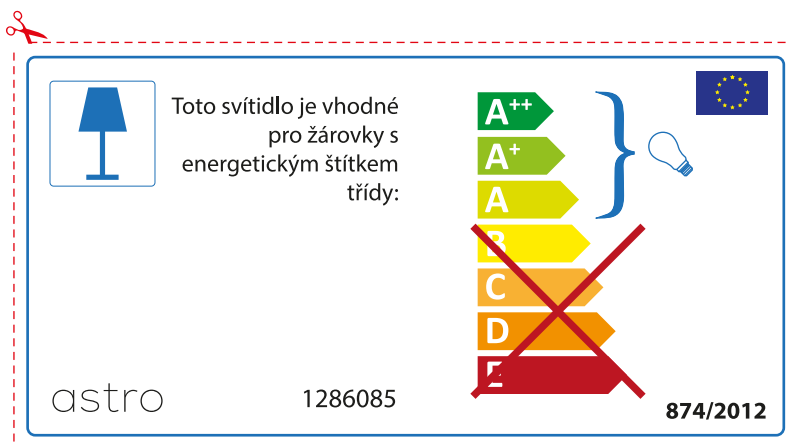 Toto svítidlo je vhodné
pro žárovky s
energetickým štítkem
třídy:
A++
A+
A
B
C
D
E
astro
1286085
874/2012